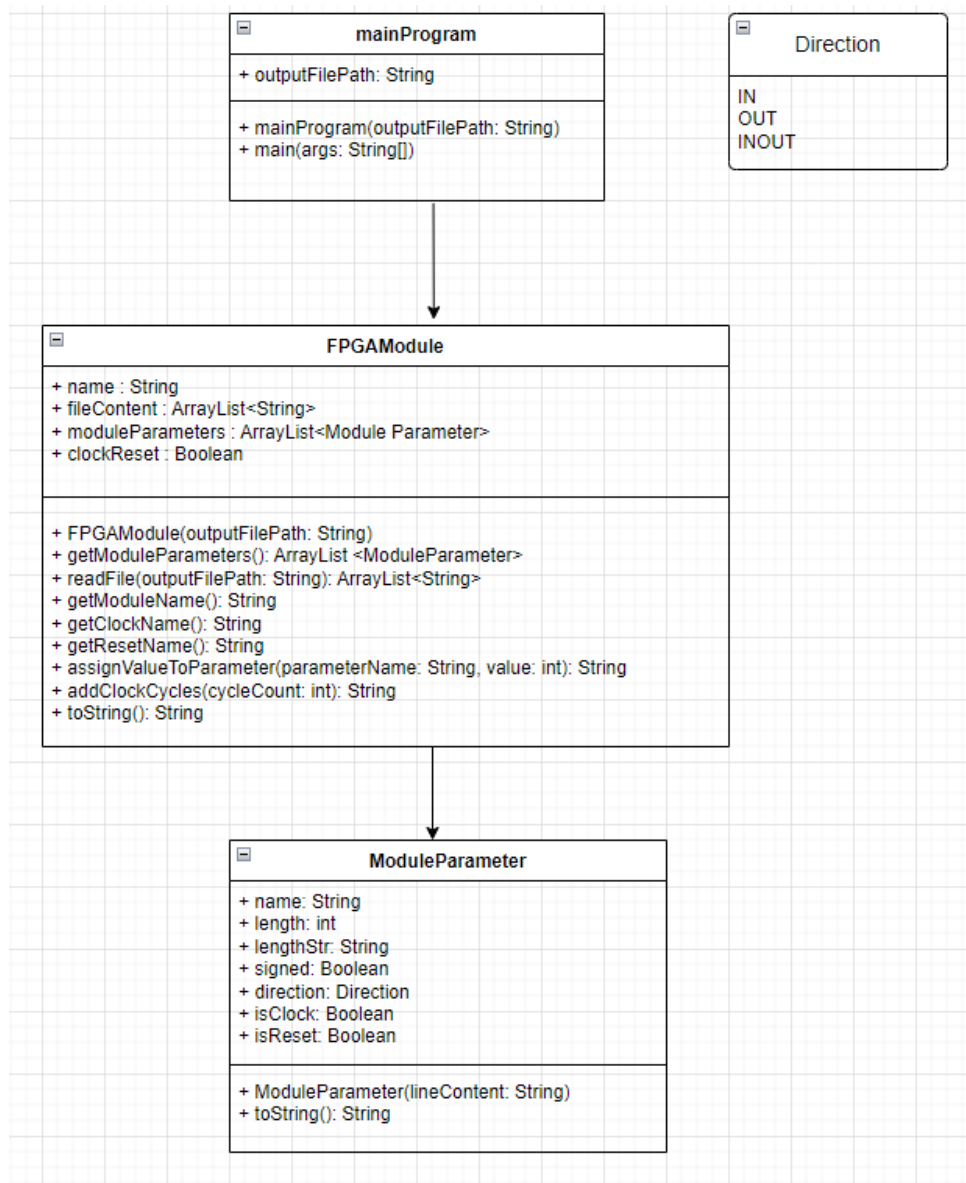 mainProgram
+ outputFilePath: String
+ mainProgram(outputFilePath: String)
+ main(args: String[])
Direction
IN
OUT
INOUT
FPGAModule
+ name : String
+ fileContent : ArrayList<String>
+ moduleParameters : ArrayList<Module Parameter>
+ clockReset : Boolean
+ FPGAModule(outputFilePath: String)
+ getModuleParameters(): ArrayList <ModuleParameter>
+ readFile(outputFilePath: String): ArrayList<String>
+ getModuleName(): String
+ getClockName(): String
+ getResetName(): String
+ assignValueToParameter(parameterName: String, value: int): String
+ addClockCycles(cycleCount: int): String
+ toString(): String
ModuleParameter
+ name: String
+ length: int
+ lengthStr: String
+ signed: Boolean
+ direction: Direction
+ isClock: Boolean
+ isReset: Boolean
+ ModuleParameter(lineContent: String)
+ toString(): String